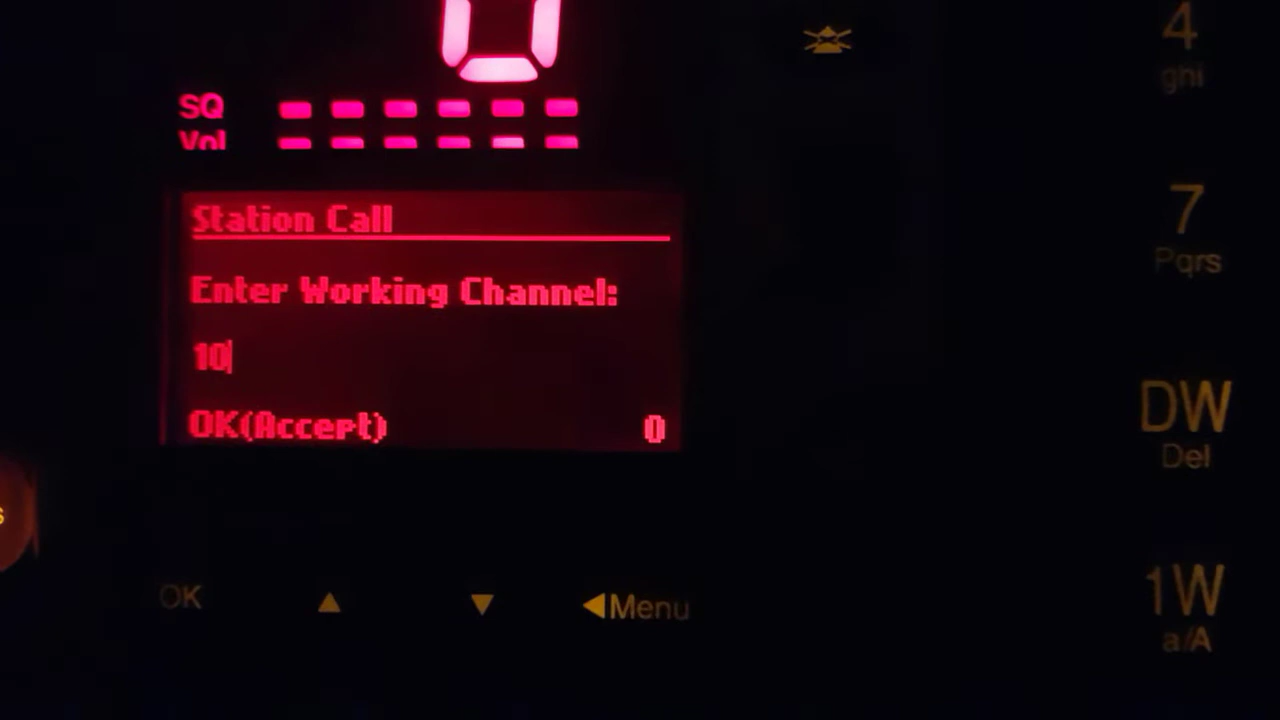 0
SQ
Vol
Station Call
Enter Working Channel:
10
OK(Accept) 0
OK ▲ ▼ ◀Menu
4
ghi
7
Pqrs
DW
Del
1W
a/A
s